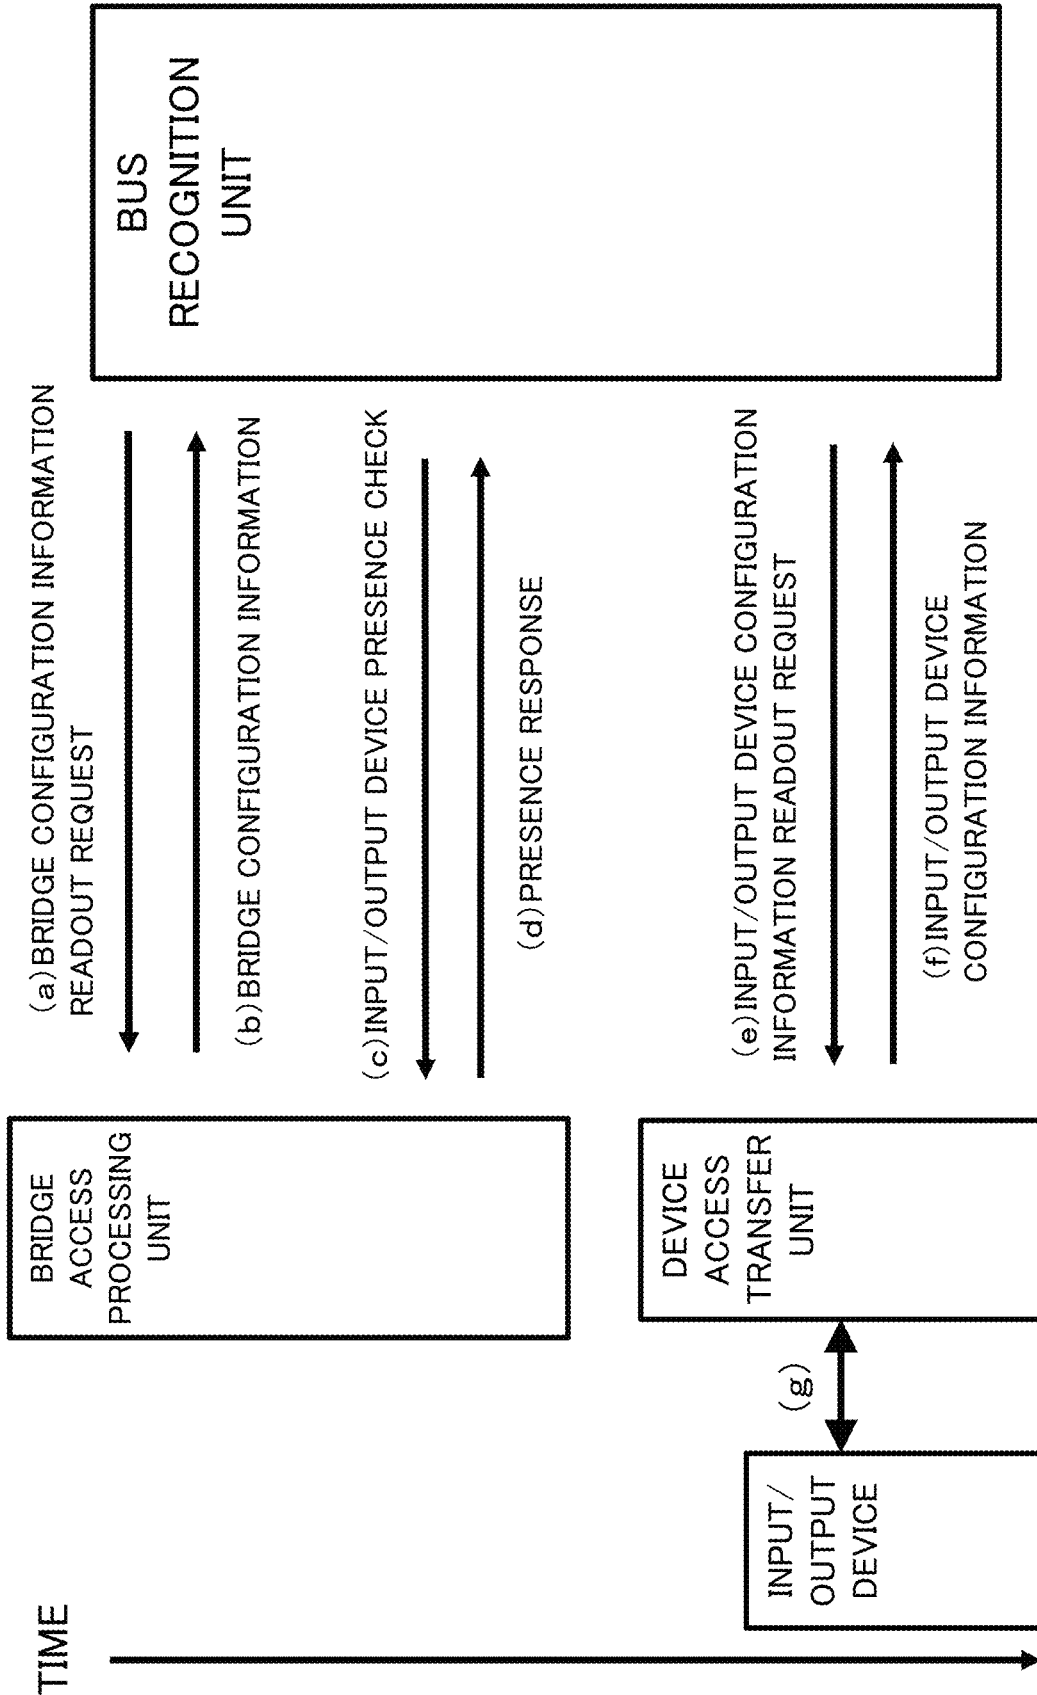 TIME
INPUT/
OUTPUT
DEVICE
(g)
BRIDGE
ACCESS
PROCESSING
UNIT
DEVICE
ACCESS
TRANSFER
UNIT
(a)BRIDGE CONFIGURATION INFORMATION
READOUT REQUEST
(b)BRIDGE CONFIGURATION INFORMATION
(c)INPUT/OUTPUT DEVICE PRESENCE CHECK
(d)PRESENCE RESPONSE
(e)INPUT/OUTPUT DEVICE CONFIGURATION
INFORMATION READOUT REQUEST
(f)INPUT/OUTPUT DEVICE
CONFIGURATION INFORMATION
BUS
RECOGNITION
UNIT